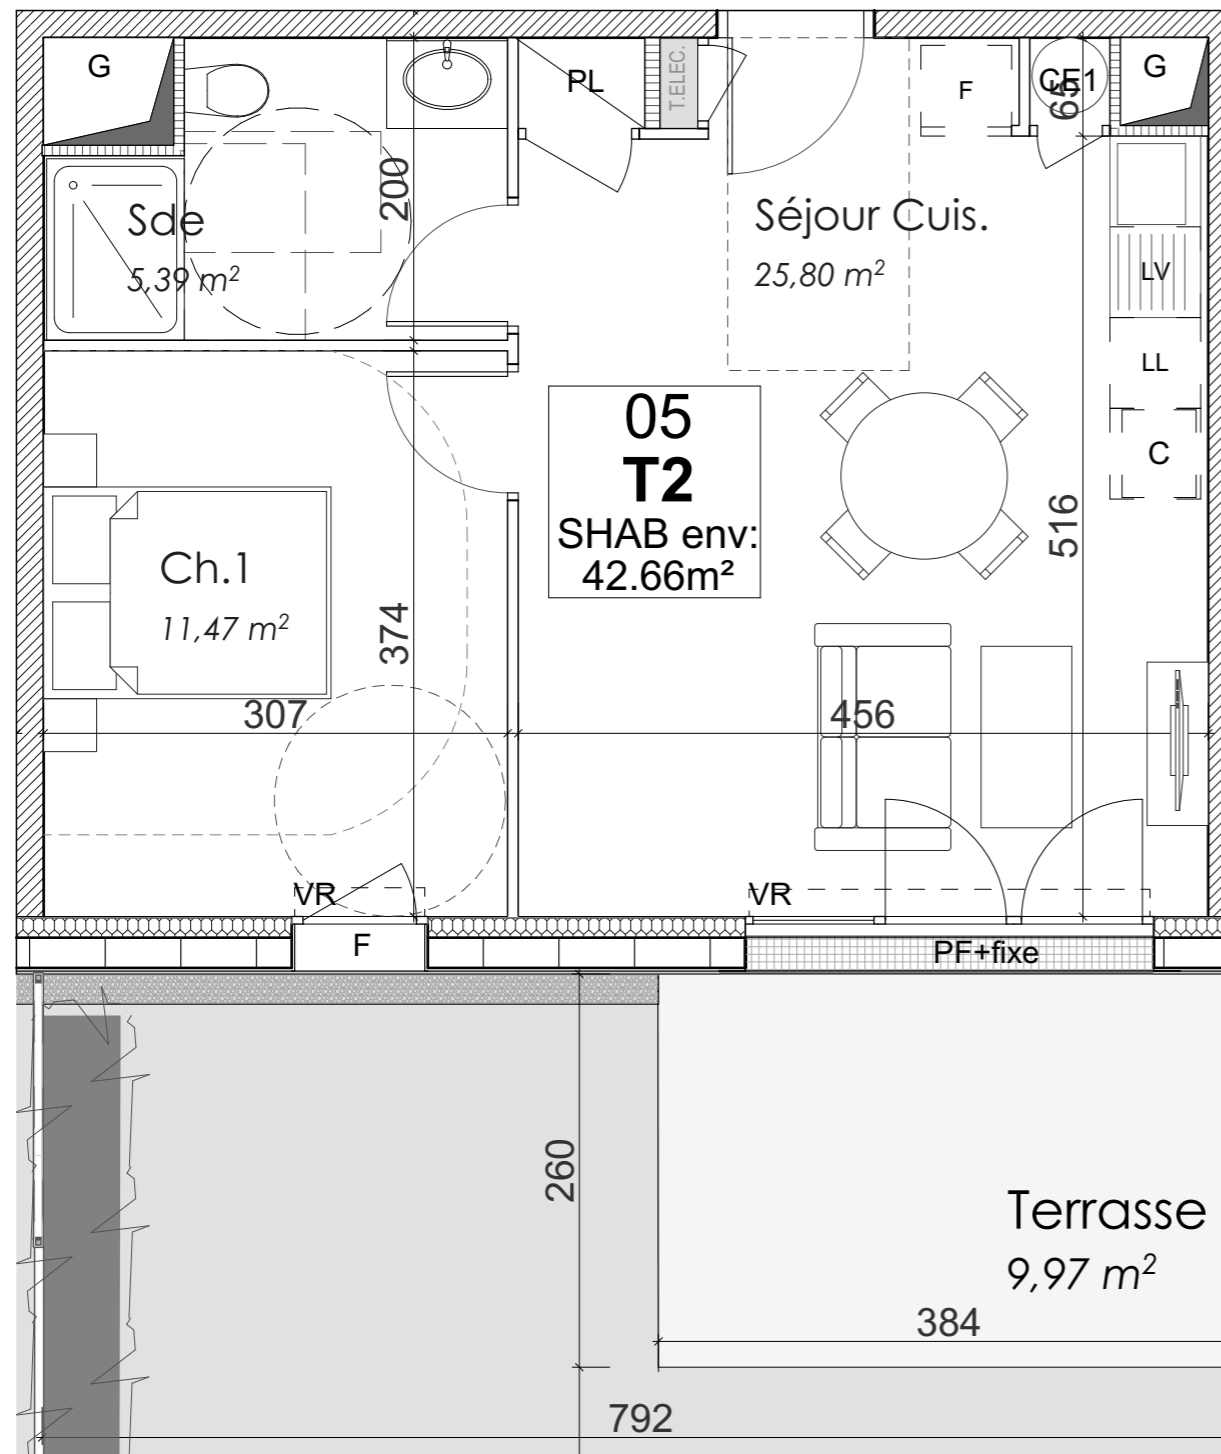 G
PL
T.ELEC.
F
CE1
65
G
200
Sde
5,39 m²
Séjour Cuis.
25,80 m²
LV
LL
C
05
T2
SHAB env:
42.66m²
516
Ch.1
11,47 m²
374
307
456
VR
VR
F
PF+fixe
260
Terrasse
9,97 m²
384
792